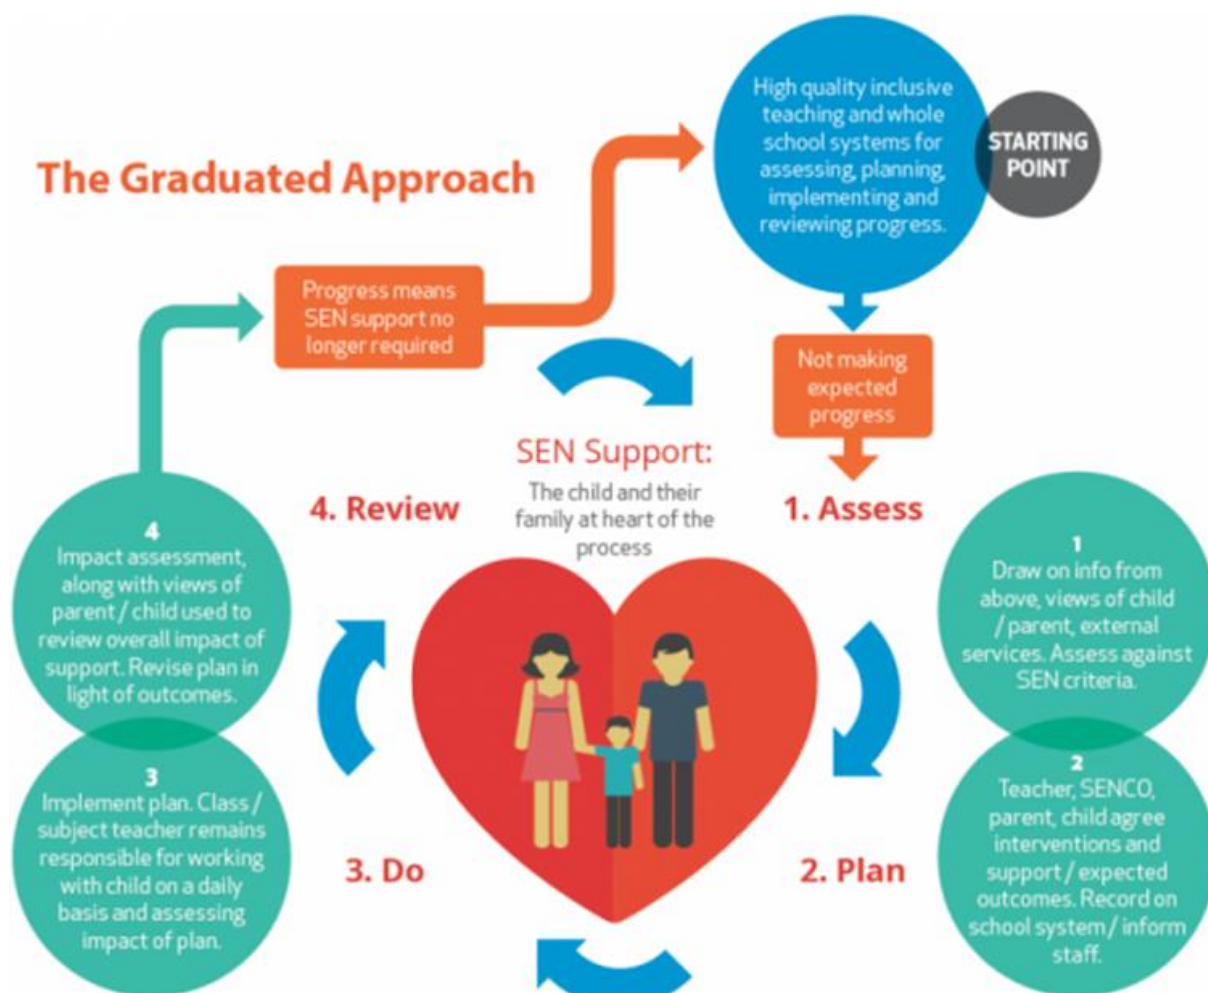 The Graduated Approach
High quality inclusive
teaching and whole
school systems for
assessing, planning,
implementing and
reviewing progress.
STARTING
POINT
Progress means
SEN support no
longer required
Not making
expected
progress
SEN Support:
The child and their
family at heart of the
process
4. Review
1. Assess
4
Impact assessment,
along with views of
parent / child used to
review overall impact of
support. Revise plan in
light of outcomes.
1
Draw on info from
above, views of child
/ parent, external
services. Assess against
SEN criteria.
3
Implement plan. Class /
subject teacher remains
responsible for working
with child on a daily
basis and assessing
impact of plan.
3. Do
2. Plan
2
Teacher, SENCO,
parent, child agree
interventions and
support / expected
outcomes. Record on
school system / inform
staff.